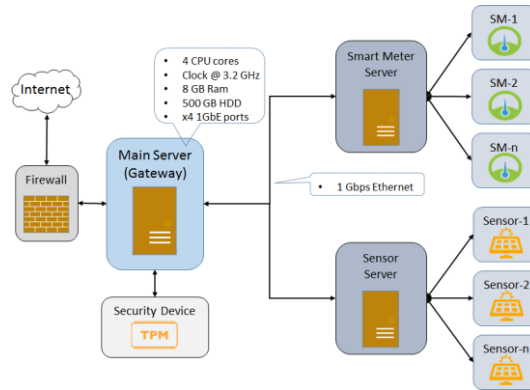 Internet
Firewall
• 4 CPU cores
• Clock @ 3.2 GHz
• 8 GB Ram
• 500 GB HDD
• x4 1GbE ports
Main Server
(Gateway)
Security Device
TPM
Smart Meter
Server
• 1 Gbps Ethernet
Sensor
Server
SM-1
SM-2
SM-n
Sensor-1
Sensor-2
Sensor-n